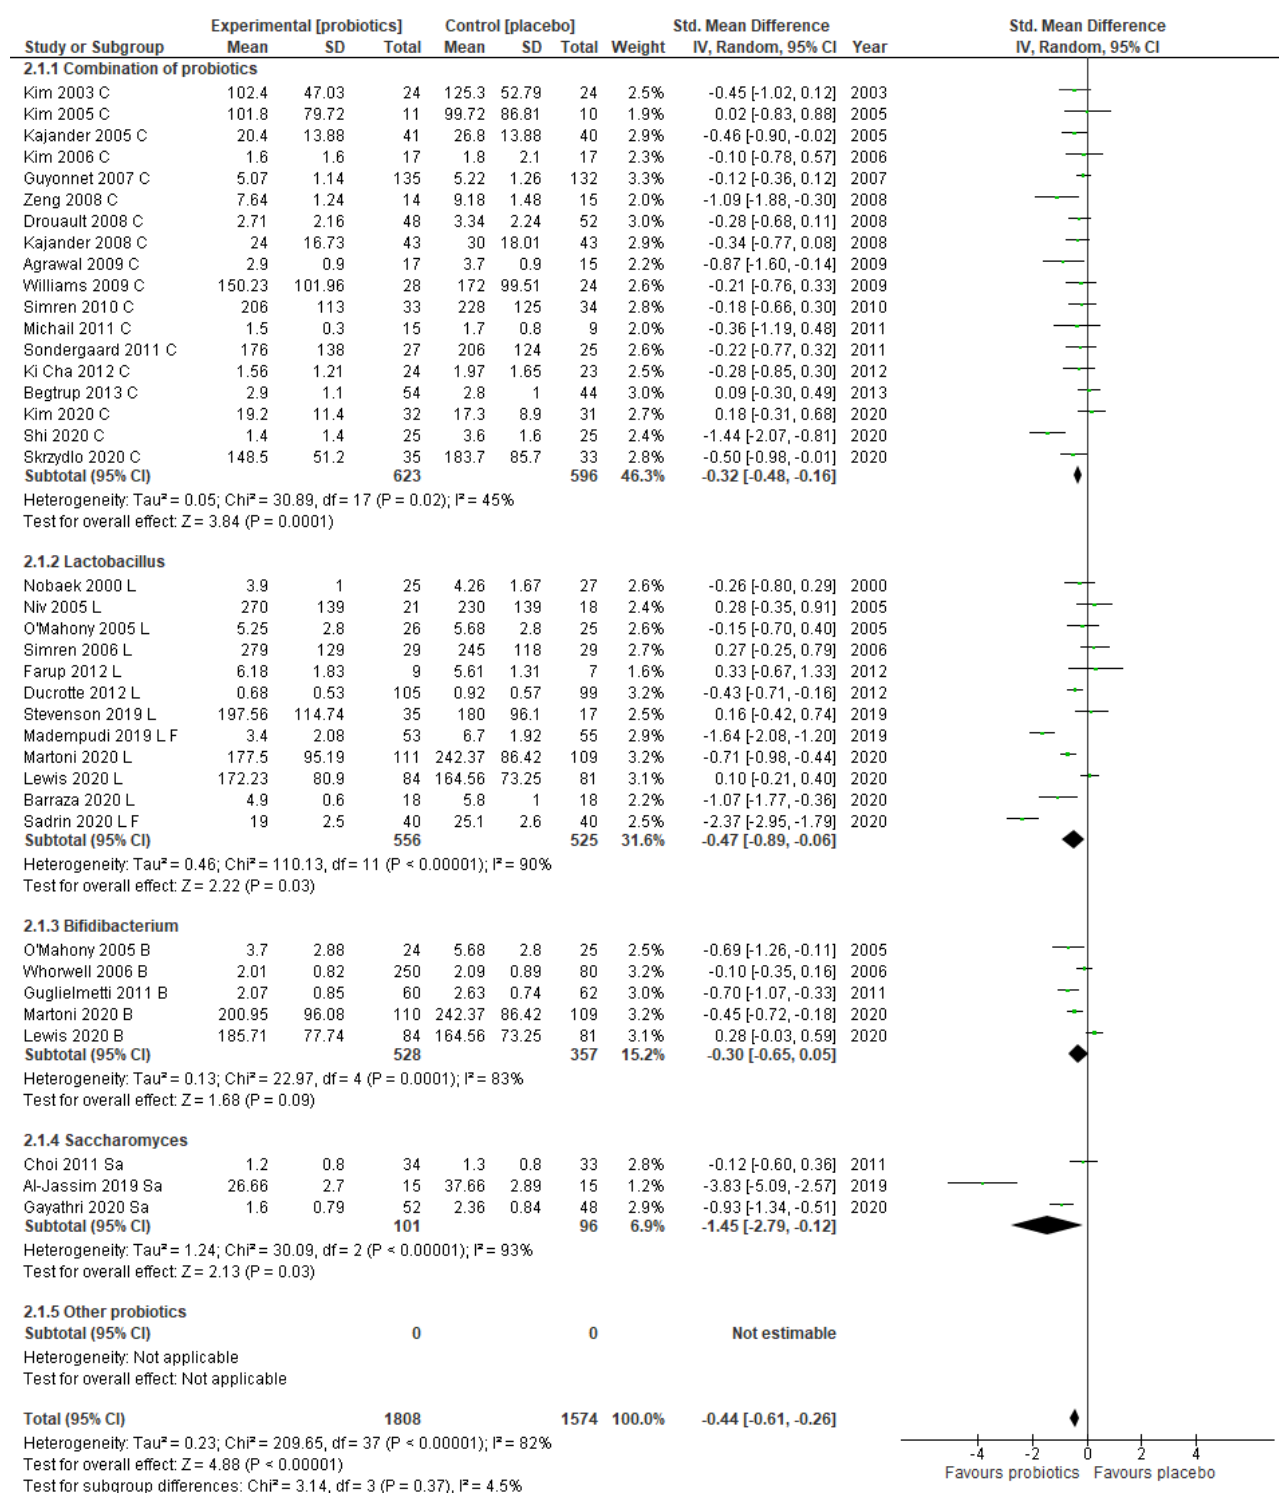 Experimental [probiotics] Control [placebo] Std. Mean Difference Std. Mean Difference
Study or Subgroup Mean SD Total Mean SD Total Weight IV, Random, 95% CI Year IV, Random, 95% CI
2.1.1 Combination of probiotics
Kim 2003 C 102.4 47.03 24 125.3 52.79 24 2.5% -0.45 [-1.02, 0.12] 2003
Kim 2005 C 101.8 79.72 11 99.72 86.81 10 1.9% 0.02 [-0.83, 0.88] 2005
Kajander 2005 C 20.4 13.88 41 26.8 13.88 40 2.9% -0.46 [-0.90, -0.02] 2005
Kim 2006 C 1.6 1.6 17 1.8 2.1 17 2.3% -0.10 [-0.78, 0.57] 2006
Guyonnet 2007 C 5.07 1.14 135 5.22 1.26 132 3.3% -0.12 [-0.36, 0.12] 2007
Zeng 2008 C 7.64 1.24 14 9.18 1.48 15 2.0% -1.09 [-1.88, -0.30] 2008
Drouault 2008 C 2.71 2.16 48 3.34 2.24 52 3.0% -0.28 [-0.68, 0.11] 2008
Kajander 2008 C 24 16.73 43 30 18.01 43 2.9% -0.34 [-0.77, 0.08] 2008
Agrawal 2009 C 2.9 0.9 17 3.7 0.9 15 2.2% -0.87 [-1.60, -0.14] 2009
Williams 2009 C 150.23 101.96 28 172 99.51 24 2.6% -0.21 [-0.76, 0.33] 2009
Simren 2010 C 206 113 33 228 125 34 2.8% -0.18 [-0.66, 0.30] 2010
Michail 2011 C 1.5 0.3 15 1.7 0.8 9 2.0% -0.36 [-1.19, 0.48] 2011
Sondergaard 2011 C 176 138 27 206 124 25 2.6% -0.22 [-0.77, 0.32] 2011
Ki Cha 2012 C 1.56 1.21 24 1.97 1.65 23 2.5% -0.28 [-0.85, 0.30] 2012
Begtrup 2013 C 2.9 1.1 54 2.8 1 44 3.0% 0.09 [-0.30, 0.49] 2013
Kim 2020 C 19.2 11.4 32 17.3 8.9 31 2.7% 0.18 [-0.31, 0.68] 2020
Shi 2020 C 1.4 1.4 25 3.6 1.6 25 2.4% -1.44 [-2.07, -0.81] 2020
Skrzydlo 2020 C 148.5 51.2 35 183.7 85.7 33 2.8% -0.50 [-0.98, -0.01] 2020
Subtotal (95% CI) 623 596 46.3% -0.32 [-0.48, -0.16]
Heterogeneity: Tau² = 0.05; Chi² = 30.89, df = 17 (P = 0.02); I² = 45%
Test for overall effect: Z = 3.84 (P = 0.0001)
2.1.2 Lactobacillus
Nobaek 2000 L 3.9 1 25 4.26 1.67 27 2.6% -0.26 [-0.80, 0.29] 2000
Niv 2005 L 270 139 21 230 139 18 2.4% 0.28 [-0.35, 0.91] 2005
O'Mahony 2005 L 5.25 2.8 26 5.68 2.8 25 2.6% -0.15 [-0.70, 0.40] 2005
Simren 2006 L 279 129 29 245 118 29 2.7% 0.27 [-0.25, 0.79] 2006
Farup 2012 L 6.18 1.83 9 5.61 1.31 7 1.6% 0.33 [-0.67, 1.33] 2012
Ducrotte 2012 L 0.68 0.53 105 0.92 0.57 99 3.2% -0.43 [-0.71, -0.16] 2012
Stevenson 2019 L 197.56 114.74 35 180 96.1 17 2.5% 0.16 [-0.42, 0.74] 2019
Madempudi 2019 L F 3.4 2.08 53 6.7 1.92 55 2.9% -1.64 [-2.08, -1.20] 2019
Martoni 2020 L 177.5 95.19 111 242.37 86.42 109 3.2% -0.71 [-0.98, -0.44] 2020
Lewis 2020 L 172.23 80.9 84 164.56 73.25 81 3.1% 0.10 [-0.21, 0.40] 2020
Barraza 2020 L 4.9 0.6 18 5.8 1 18 2.2% -1.07 [-1.77, -0.36] 2020
Sadrin 2020 L F 19 2.5 40 25.1 2.6 40 2.5% -2.37 [-2.95, -1.79] 2020
Subtotal (95% CI) 556 525 31.6% -0.47 [-0.89, -0.06]
Heterogeneity: Tau² = 0.46; Chi² = 110.13, df = 11 (P < 0.00001); I² = 90%
Test for overall effect: Z = 2.22 (P = 0.03)
2.1.3 Bifidibacterium
O'Mahony 2005 B 3.7 2.88 24 5.68 2.8 25 2.5% -0.69 [-1.26, -0.11] 2005
Whorwell 2006 B 2.01 0.82 250 2.09 0.89 80 3.2% -0.10 [-0.35, 0.16] 2006
Guglielmetti 2011 B 2.07 0.85 60 2.63 0.74 62 3.0% -0.70 [-1.07, -0.33] 2011
Martoni 2020 B 200.95 96.08 110 242.37 86.42 109 3.2% -0.45 [-0.72, -0.18] 2020
Lewis 2020 B 185.71 77.74 84 164.56 73.25 81 3.1% 0.28 [-0.03, 0.59] 2020
Subtotal (95% CI) 528 357 15.2% -0.30 [-0.65, 0.05]
Heterogeneity: Tau² = 0.13; Chi² = 22.97, df = 4 (P = 0.0001); I² = 83%
Test for overall effect: Z = 1.68 (P = 0.09)
2.1.4 Saccharomyces
Choi 2011 Sa 1.2 0.8 34 1.3 0.8 33 2.8% -0.12 [-0.60, 0.36] 2011
Al-Jassim 2019 Sa 26.66 2.7 15 37.66 2.89 15 1.2% -3.83 [-5.09, -2.57] 2019
Gayathri 2020 Sa 1.6 0.79 52 2.36 0.84 48 2.9% -0.93 [-1.34, -0.51] 2020
Subtotal (95% CI) 101 96 6.9% -1.45 [-2.79, -0.12]
Heterogeneity: Tau² = 1.24; Chi² = 30.09, df = 2 (P < 0.00001); I² = 93%
Test for overall effect: Z = 2.13 (P = 0.03)
2.1.5 Other probiotics
Subtotal (95% CI) 0 0 Not estimable
Heterogeneity: Not applicable
Test for overall effect: Not applicable
Total (95% CI) 1808 1574 100.0% -0.44 [-0.61, -0.26]
Heterogeneity: Tau² = 0.23; Chi² = 209.65, df = 37 (P < 0.00001); I² = 82%
Test for overall effect: Z = 4.88 (P < 0.00001)
Test for subgroup differences: Chi² = 3.14, df = 3 (P = 0.37), I² = 4.5%
-4 -2 0 2 4
Favours probiotics Favours placebo